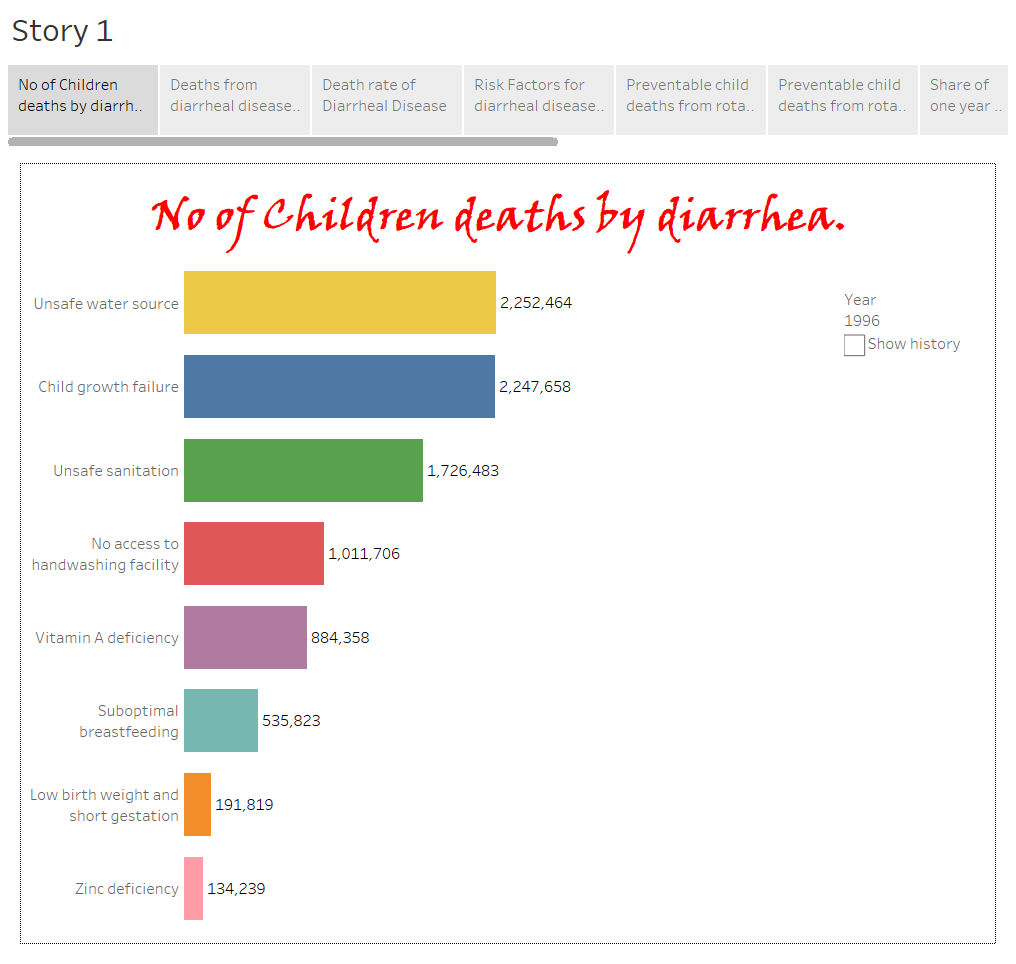 Story 1
No of Children
deaths by diarrh..
Deaths from
diarrheal disease..
Death rate of
Diarrheal Disease
Risk Factors for
diarrheal disease..
Preventable child
deaths from rota..
Preventable child
deaths from rota..
Share of
one year ..
No of Children deaths by diarrhea.
Unsafe water source
2,252,464
Year
1996
Show history
Child growth failure
2,247,658
Unsafe sanitation
1,726,483
No access to
handwashing facility
1,011,706
Vitamin A deficiency
884,358
Suboptimal
breastfeeding
535,823
Low birth weight and
short gestation
191,819
Zinc deficiency
134,239